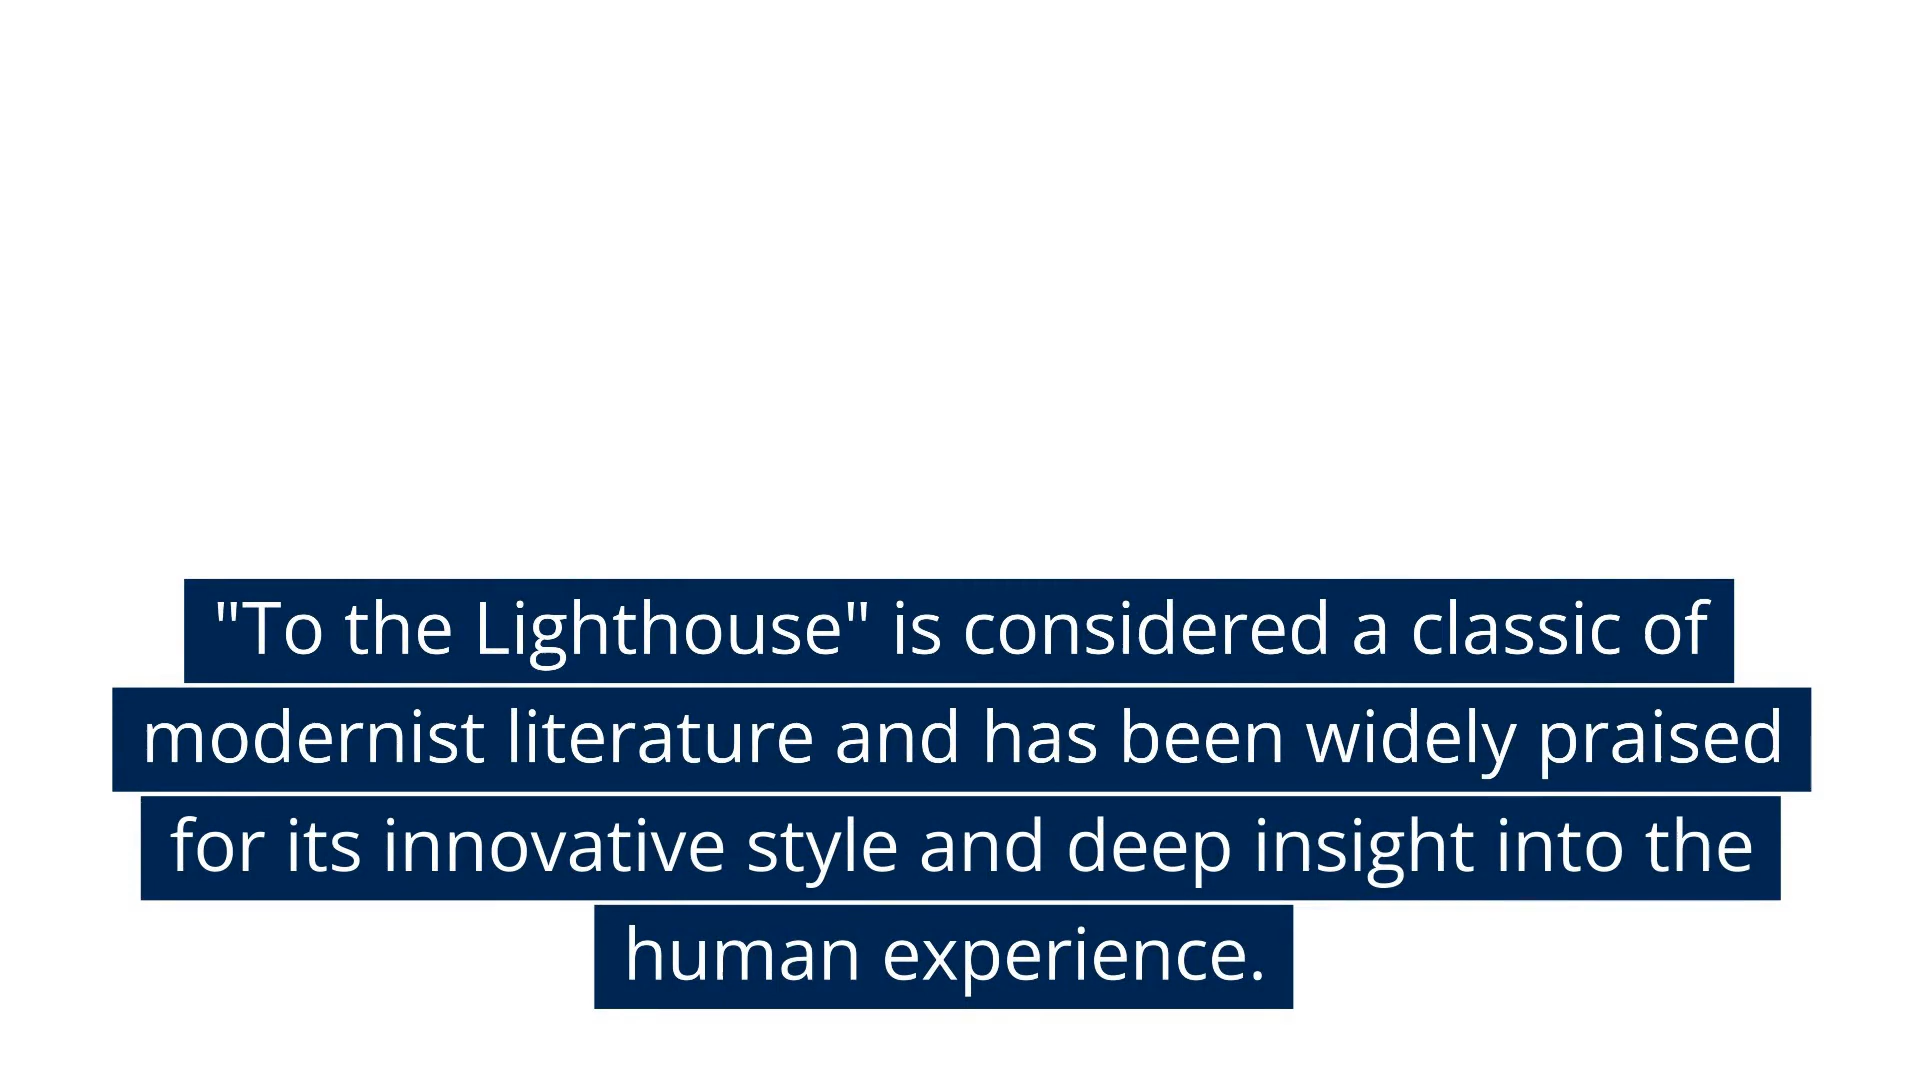 "To the Lighthouse" is considered a classic of
modernist literature and has been widely praised
for its innovative style and deep insight into the
human experience.